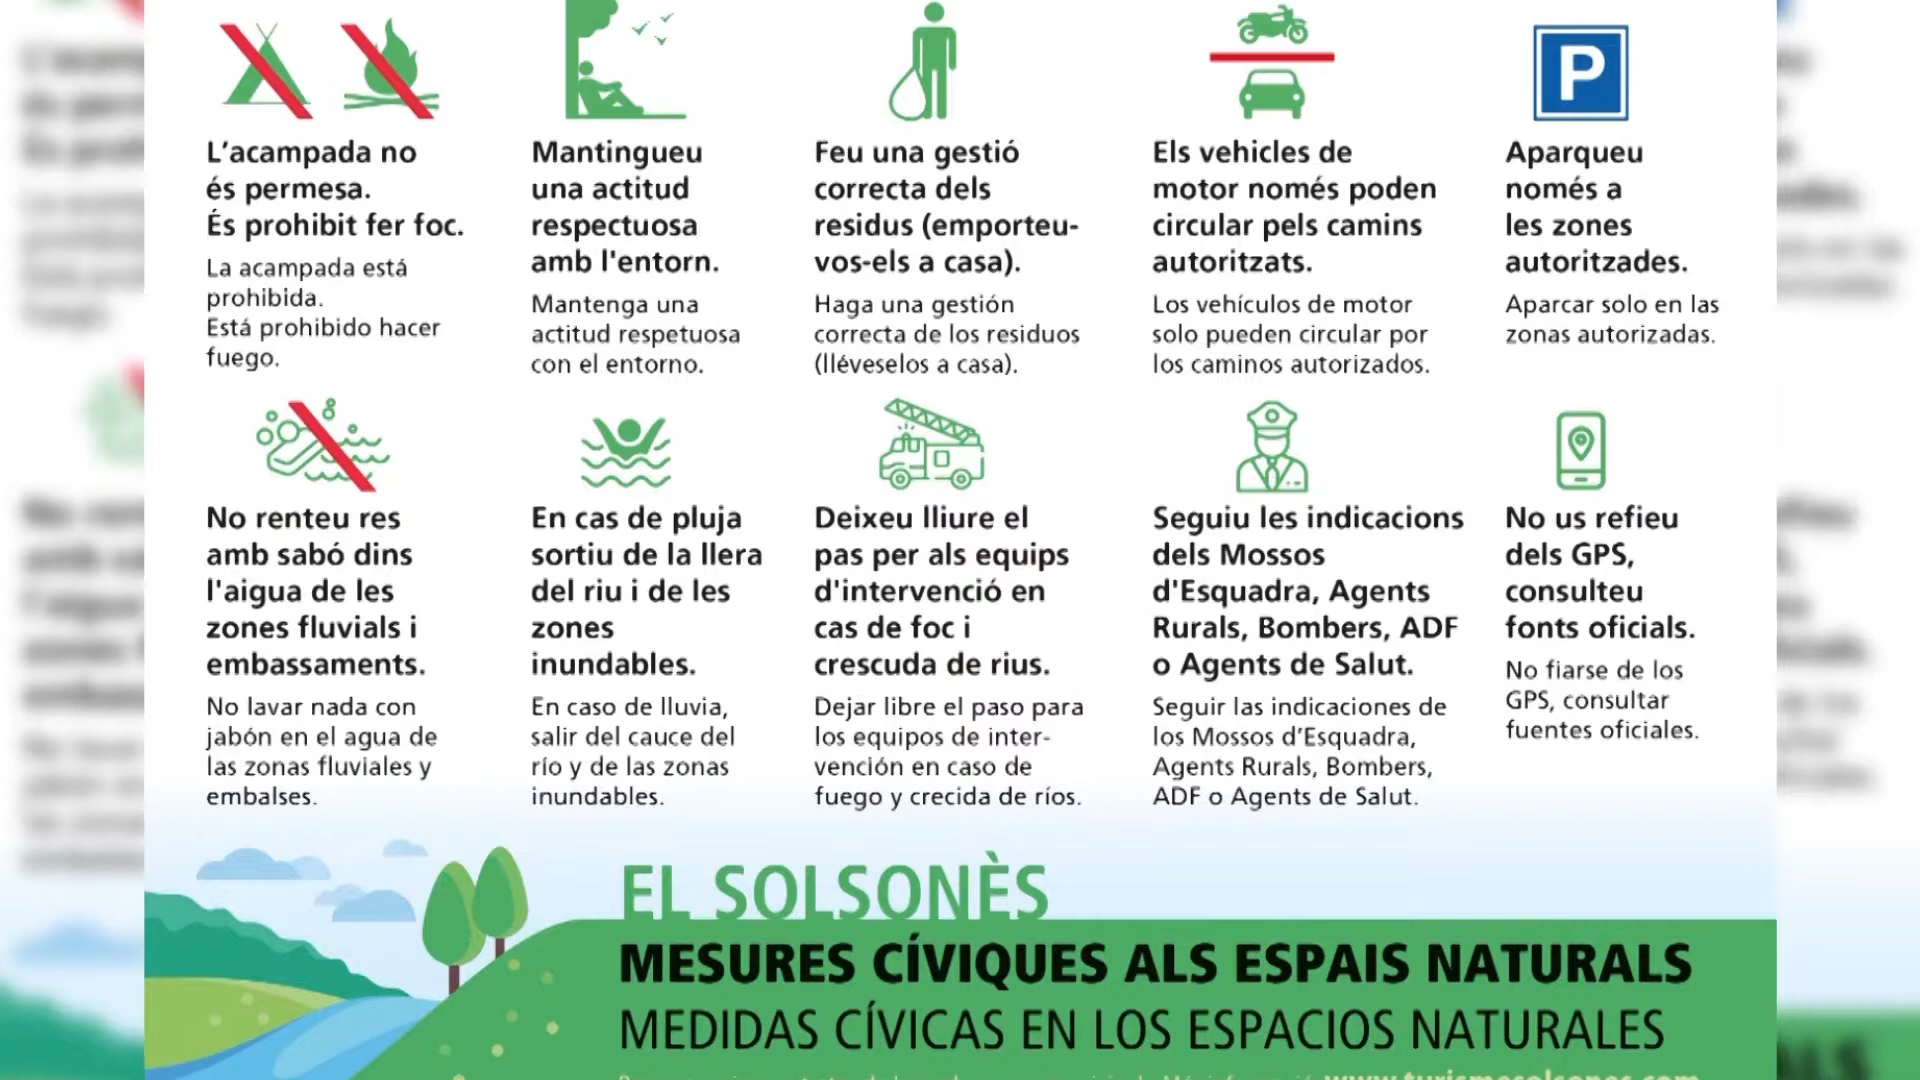 P
L'acampada no
és permesa.
És prohibit fer foc.
La acampada está
prohibida.
Está prohibido hacer
fuego.
Mantingueu
una actitud
respectuosa
amb l'entorn.
Mantenga una
actitud respetuosa
con el entorno.
Feu una gestió
correcta dels
residus (emporteu-
vos-els a casa).
Haga una gestión
correcta de los residuos
(lléveselos a casa).
Els vehicles de
motor només poden
circular pels camins
autoritzats.
Los vehículos de motor
solo pueden circular por
los caminos autorizados.
Aparqueu
només a
les zones
autoritzades.
Aparcar solo en las
zonas autorizadas.
No renteu res
amb sabó dins
l'aigua de les
zones fluvials i
embassaments.
No lavar nada con
jabón en el agua de
las zonas fluviales y
embalses.
En cas de pluja
sortiu de la llera
del riu i de les
zones
inundables.
En caso de lluvia,
salir del cauce del
río y de las zonas
inundables.
Deixeu lliure el
pas per als equips
d'intervenció en
cas de foc i
crescuda de rius.
Dejar libre el paso para
los equipos de inter-
vención en caso de
fuego y crecida de ríos.
Seguiu les indicacions
dels Mossos
d'Esquadra, Agents
Rurals, Bombers, ADF
o Agents de Salut.
Seguir las indicaciones de
los Mossos d'Esquadra,
Agents Rurals, Bombers,
ADF o Agents de Salut.
No us refieu
dels GPS,
consulteu
fonts oficials.
No fiarse de los
GPS, consultar
fuentes oficiales.
EL SOLSONÈS
MESURES CÍVIQUES ALS ESPAIS NATURALS
MEDIDAS CÍVICAS EN LOS ESPACIOS NATURALES
www.turismesolsones.com